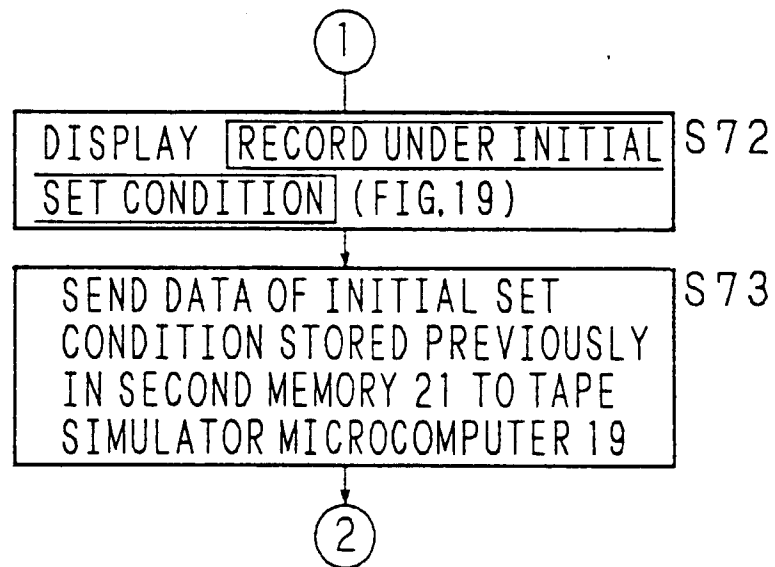 1
DISPLAY RECORD UNDER INITIAL S72
SET CONDITION (FIG.19)
SEND DATA OF INITIAL SET S73
CONDITION STORED PREVIOUSLY
IN SECOND MEMORY 21 TO TAPE
SIMULATOR MICROCOMPUTER 19
2